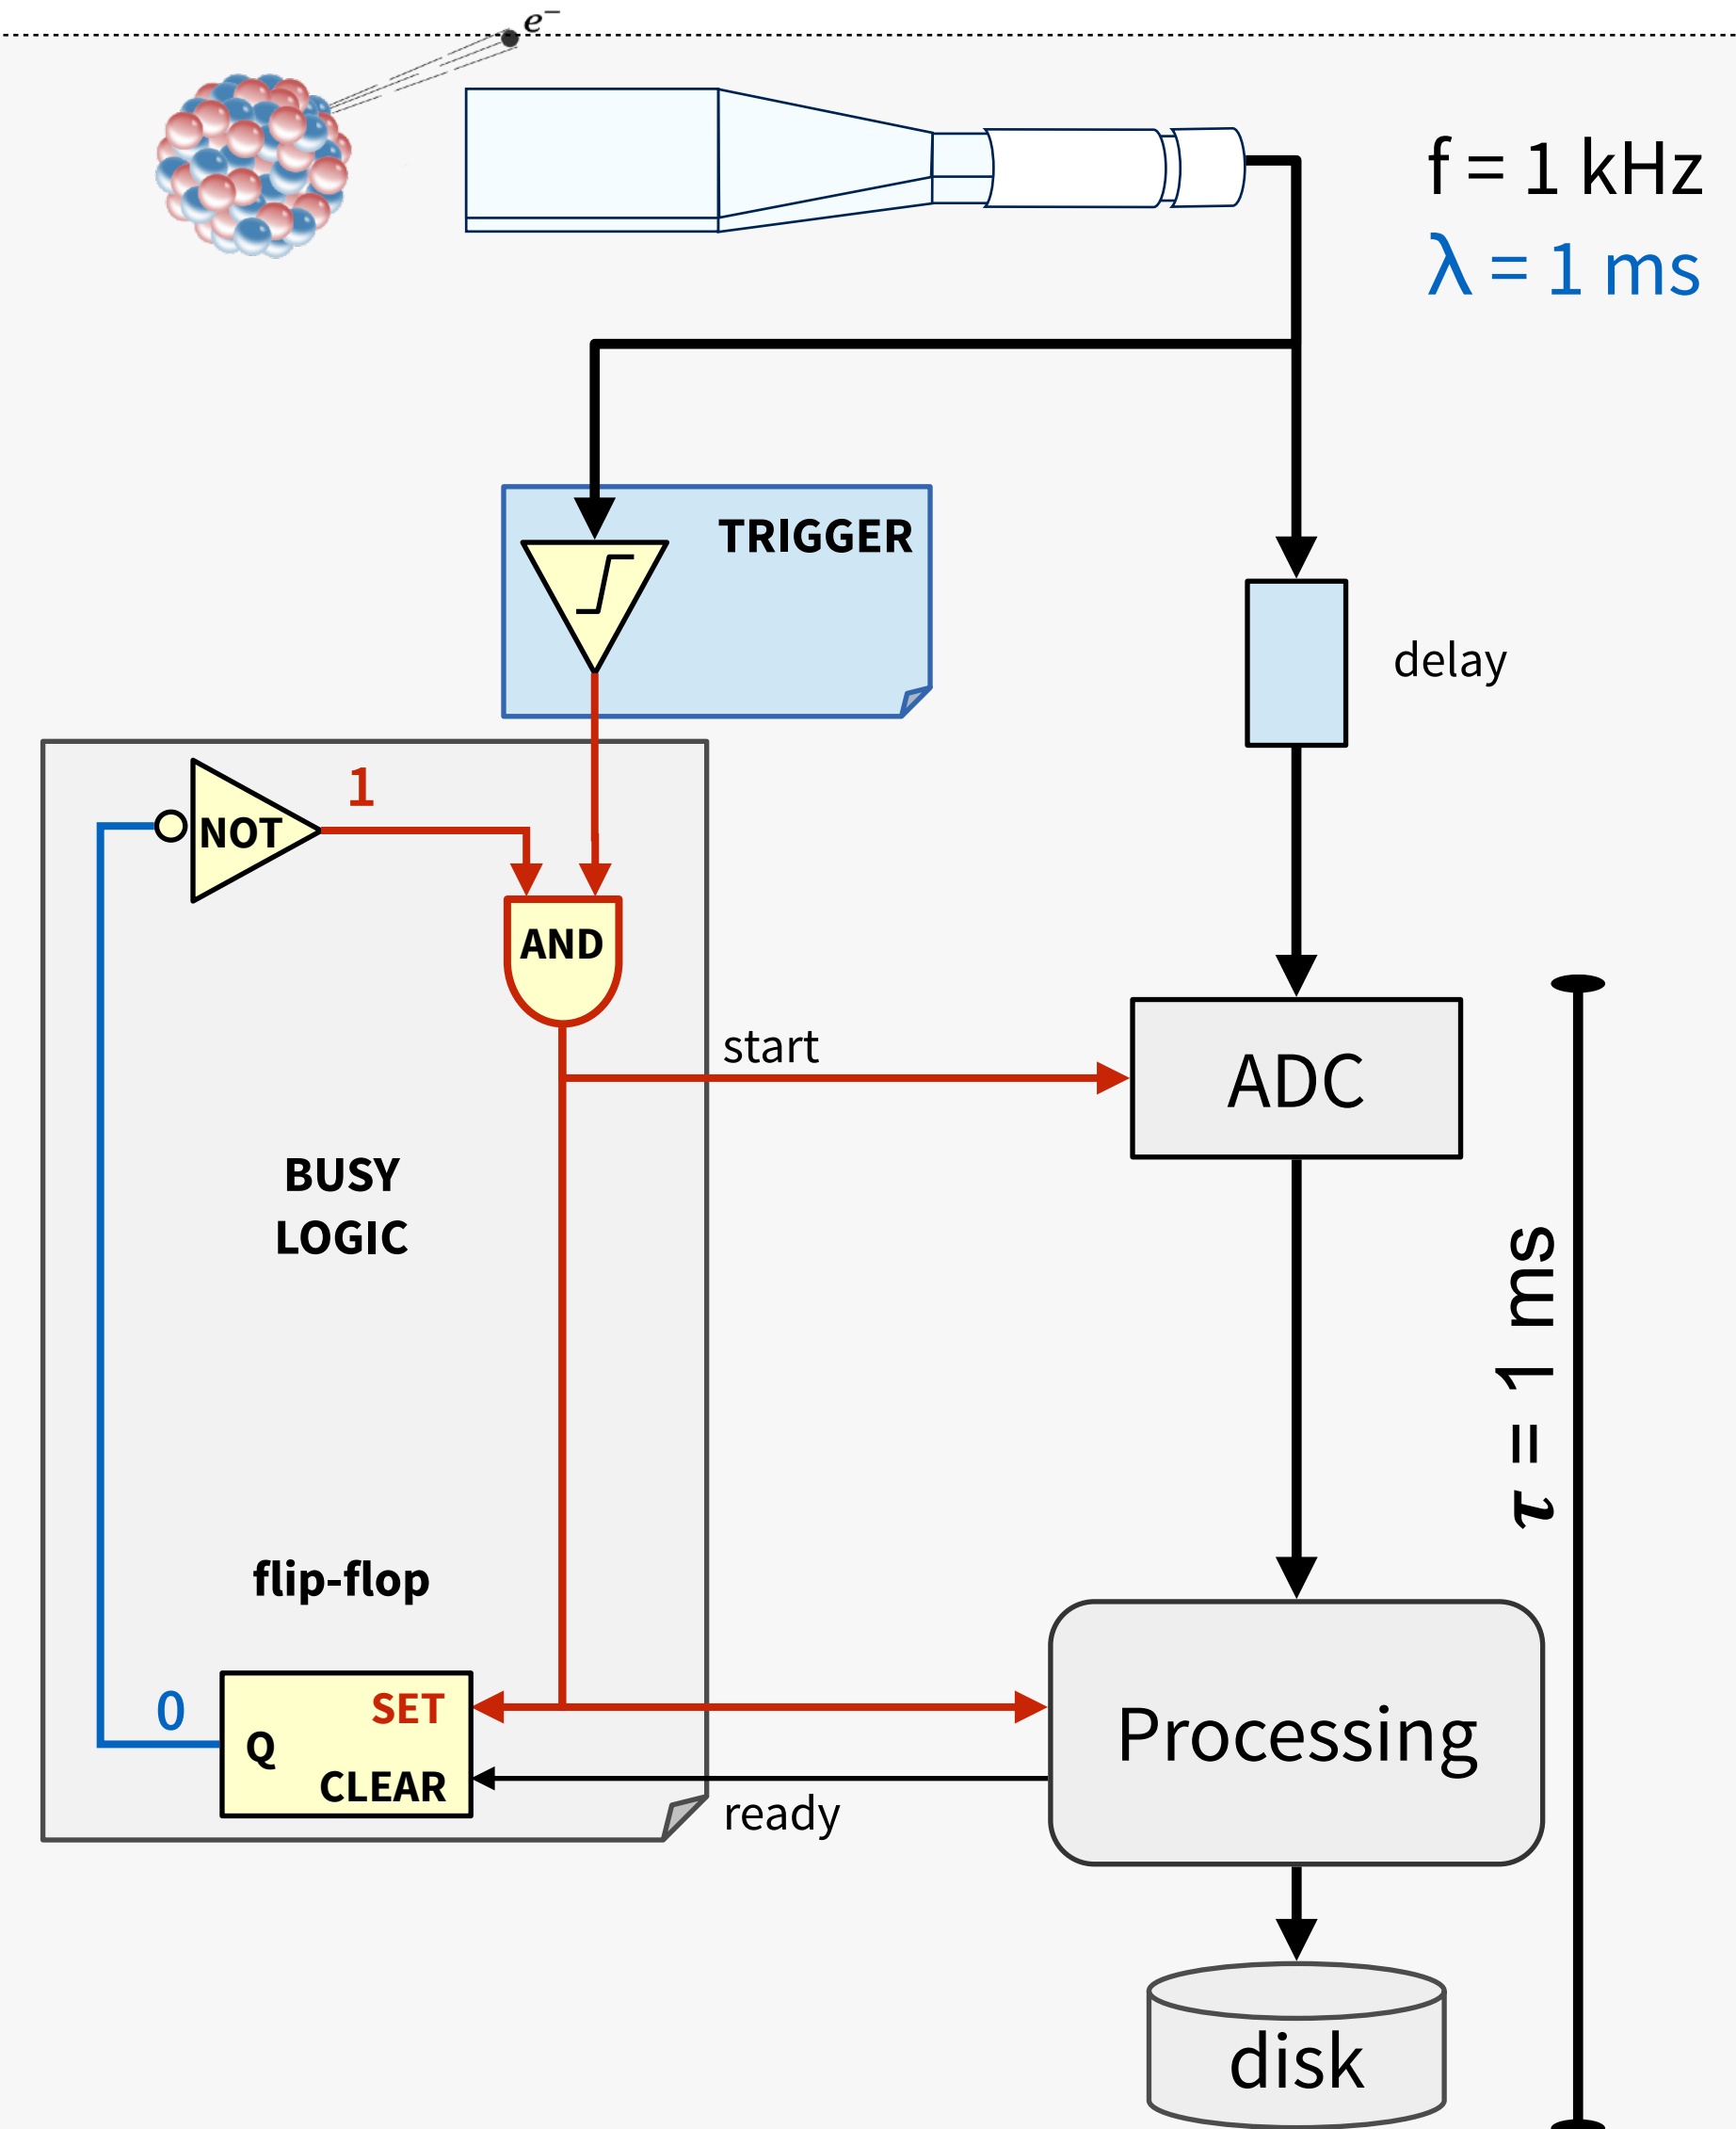 e⁻
f = 1 kHz
λ = 1 ms
TRIGGER
delay
NOT
1
AND
start
ADC
BUSY
LOGIC
τ = 1 ms
flip-flop
0
SET
Q
CLEAR
Processing
ready
disk